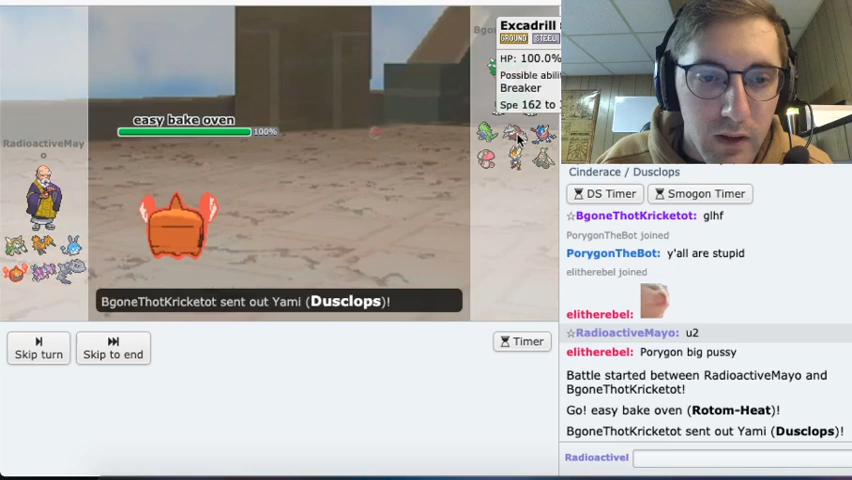 Excadrill
GROUND STEEL
HP: 100.0%
Possible abili
Breaker
Spe 162 to
RadioactiveMay
o
easy bake oven
100%
BgoneThotKricketot sent out Yami (Dusclops)!
Skip turn
Skip to end
Timer
Cinderace / Dusclops
DS Timer
Smogon Timer
☆BgoneThotKricketot: glhf
PorygonTheBot joined
PorygonTheBot: y'all are stupid
elitherebel joined
elitherebel:
☆RadioactiveMayo: u2
elitherebel: Porygon big pussy
Battle started between RadioactiveMayo and
BgoneThotKricketot!
Go! easy bake oven (Rotom-Heat)!
BgoneThotKricketot sent out Yami (Dusclops)!
Radioactivel